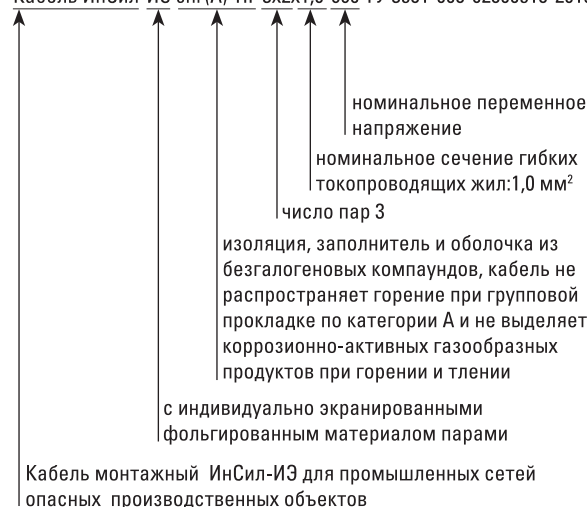 номинальное переменное
напряжение
номинальное сечение гибких
токопроводящих жил:1,0 мм²
число пар 3
изоляция, заполнитель и оболочка из
безгалогеновых компаундов, кабель не
распространяет горение при групповой
прокладке по категории А и не выделяет
коррозионно-активных газообразных
продуктов при горении и тлении
с индивидуально экранированными
фольгированным материалом парами
Кабель монтажный ИнСил-ИЭ для промышленных сетей
опасных производственных объектов